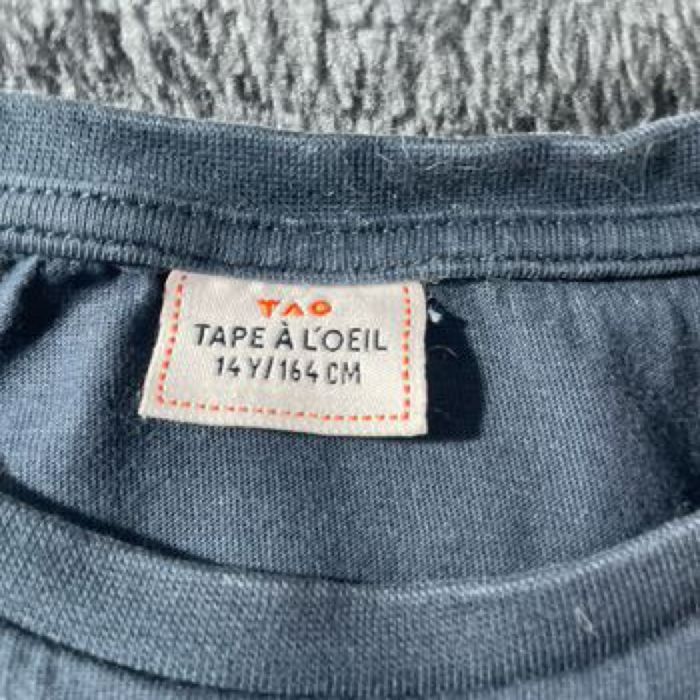 TAO
TAPE À L'OEIL
14 Y/164 CM